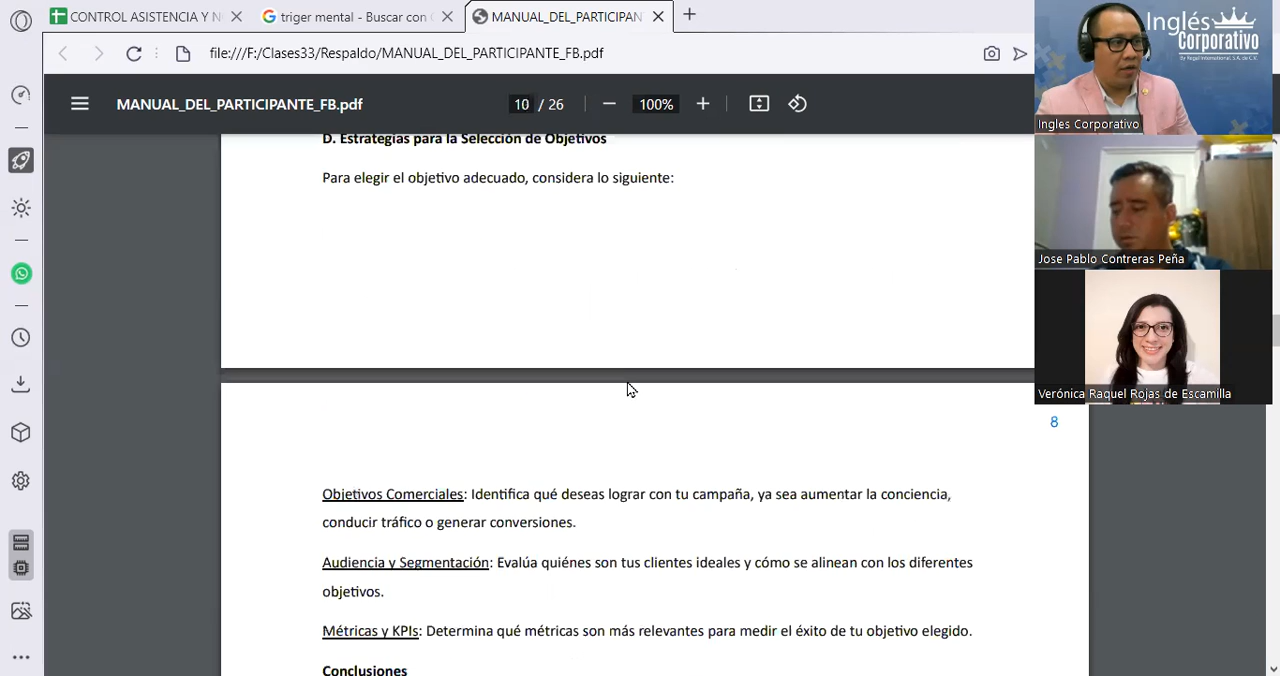 CONTROL ASISTENCIA Y N
triger mental - Buscar con
MANUAL_DEL_PARTICIPAN
file:///F:/Clases33/Respaldo/MANUAL_DEL_PARTICIPANTE_FB.pdf
MANUAL_DEL_PARTICIPANTE_FB.pdf
10 / 26
100%
D. Estrategias para la Selección de Objetivos
Para elegir el objetivo adecuado, considera lo siguiente:
8
Objetivos Comerciales: Identifica qué deseas lograr con tu campaña, ya sea aumentar la conciencia,
conducir tráfico o generar conversiones.
Audiencia y Segmentación: Evalúa quiénes son tus clientes ideales y cómo se alinean con los diferentes
objetivos.
Métricas y KPIs: Determina qué métricas son más relevantes para medir el éxito de tu objetivo elegido.
Conclusiones
Inglés
Corporativo
By Regal International, S.A. de C.V.
Ingles Corporativo
Jose Pablo Contreras Peña
Verónica Raquel Rojas de Escamilla